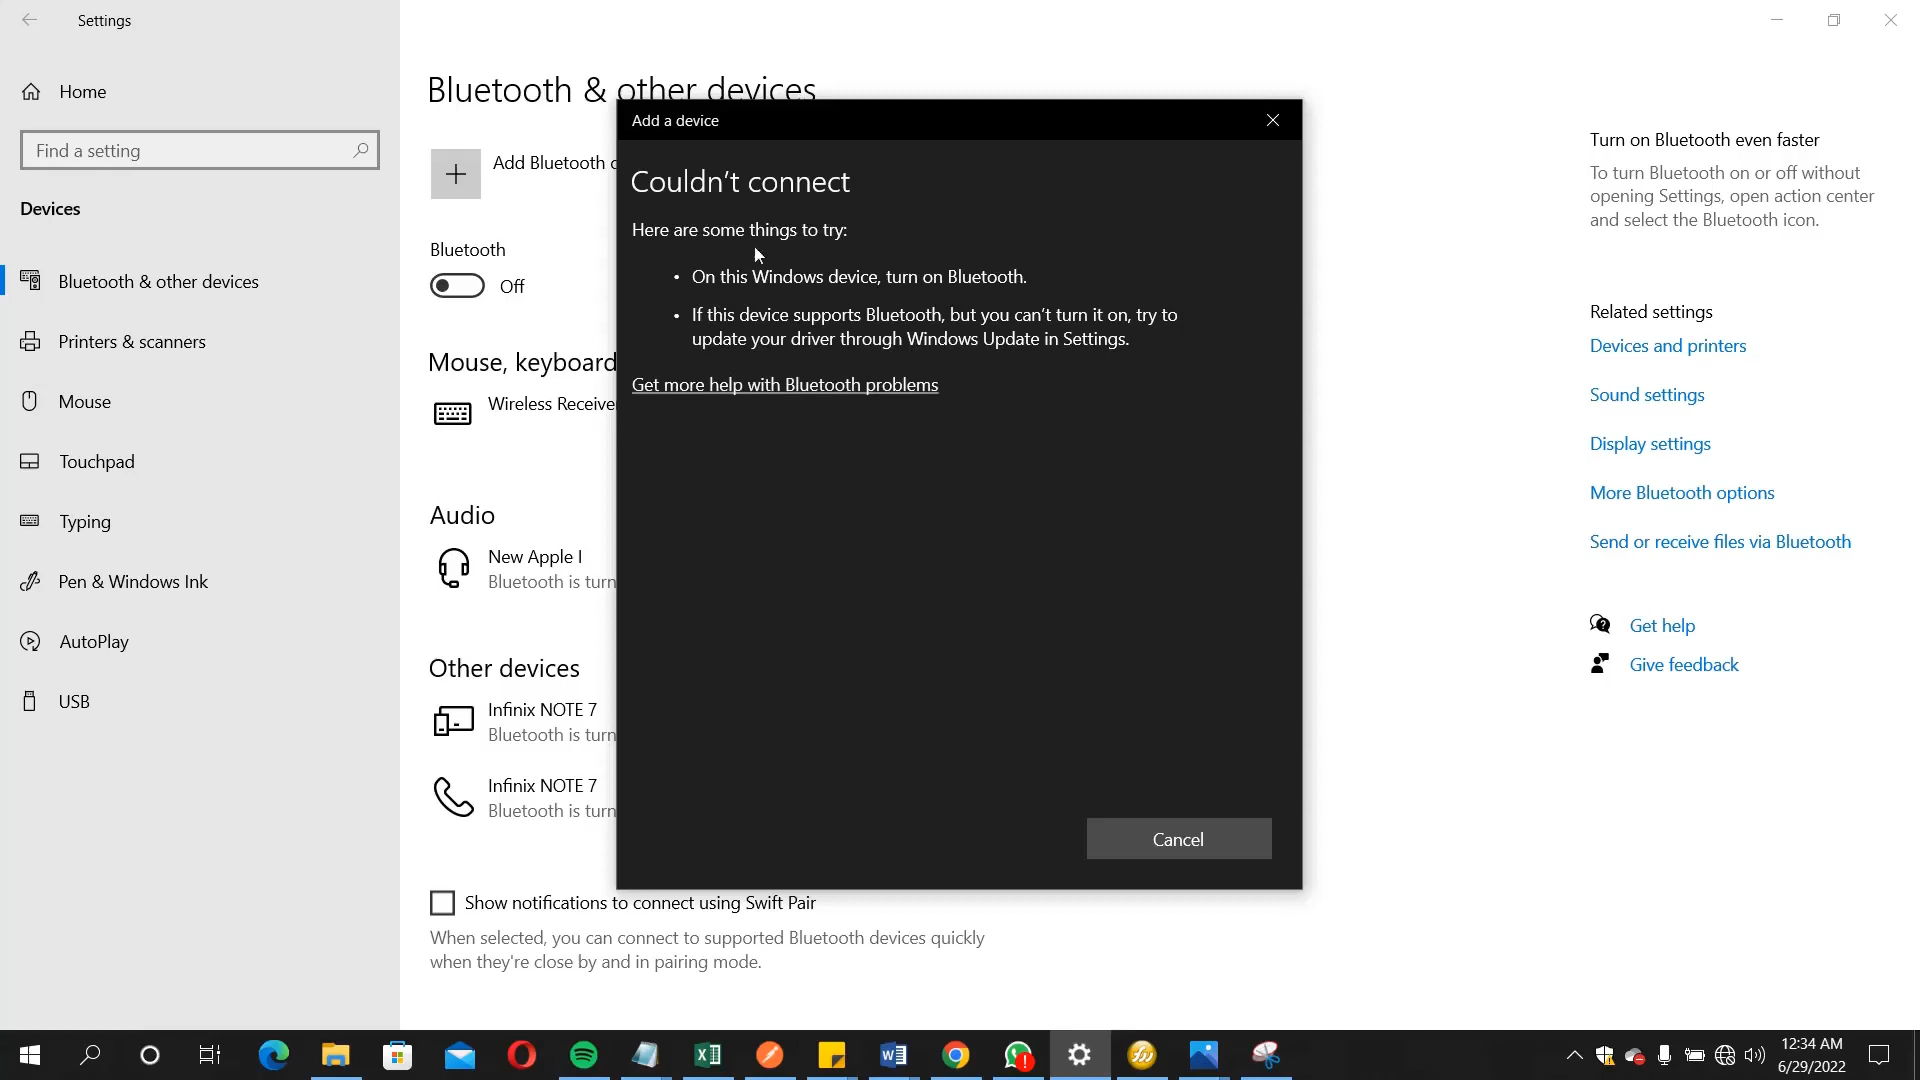 Settings
Home
Find a setting
Devices
Bluetooth & other devices
Printers & scanners
Mouse
Touchpad
Typing
Pen & Windows Ink
AutoPlay
USB
Bluetooth & other devices
Add Bluetooth
Bluetooth
Off
Mouse, keyboard
Wireless Receive
Audio
New Apple I
Bluetooth is turn
Other devices
Infinix NOTE 7
Bluetooth is turn
Infinix NOTE 7
Bluetooth is turn
Show notifications to connect using Swift Pair
When selected, you can connect to supported Bluetooth devices quickly
when they're close by and in pairing mode.
Add a device
Couldn't connect
Here are some things to try:
• On this Windows device, turn on Bluetooth.
• If this device supports Bluetooth, but you can't turn it on, try to
update your driver through Windows Update in Settings.
Get more help with Bluetooth problems
Cancel
Turn on Bluetooth even faster
To turn Bluetooth on or off without
opening Settings, open action center
and select the Bluetooth icon.
Related settings
Devices and printers
Sound settings
Display settings
More Bluetooth options
Send or receive files via Bluetooth
Get help
Give feedback
12:34 AM
6/29/2022